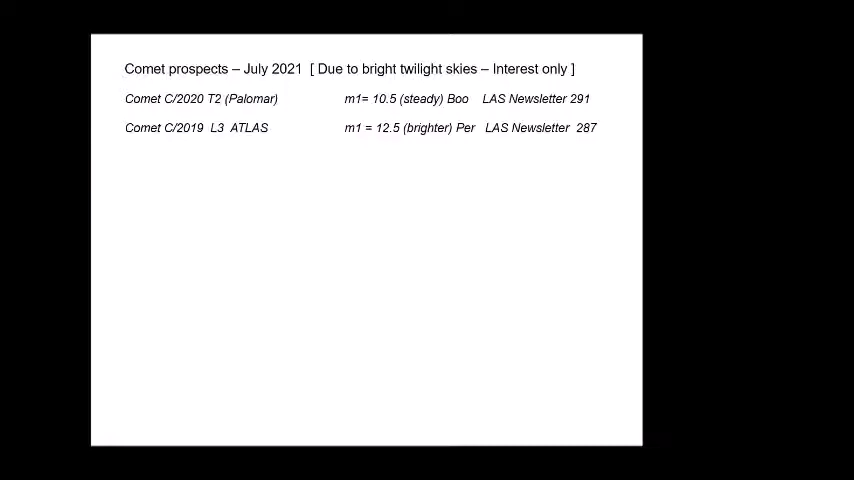 Comet prospects – July 2021 [ Due to bright twilight skies – Interest only ]
Comet C/2020 T2 (Palomar) m1= 10.5 (steady) Boo LAS Newsletter 291
Comet C/2019 L3 ATLAS m1 = 12.5 (brighter) Per LAS Newsletter 287